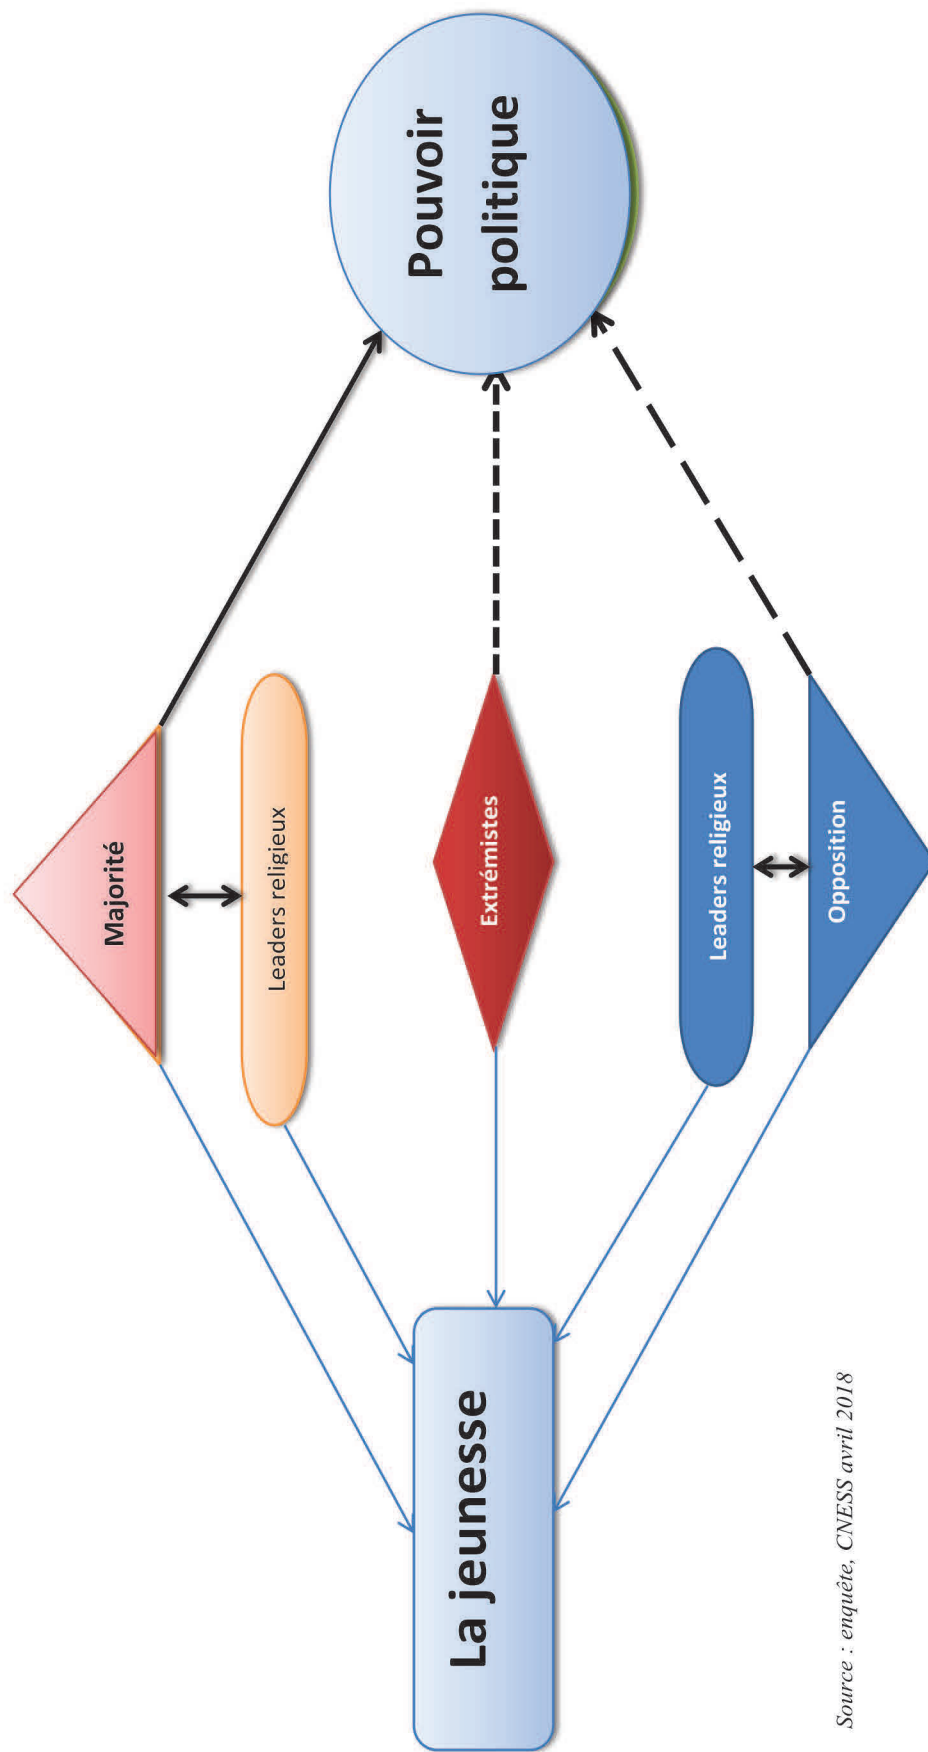 Majorité
Leaders religieux
La jeunesse
Extrémistes
Pouvoir
politique
Leaders religieux
Opposition
Source : enquête, CNESS avril 2018